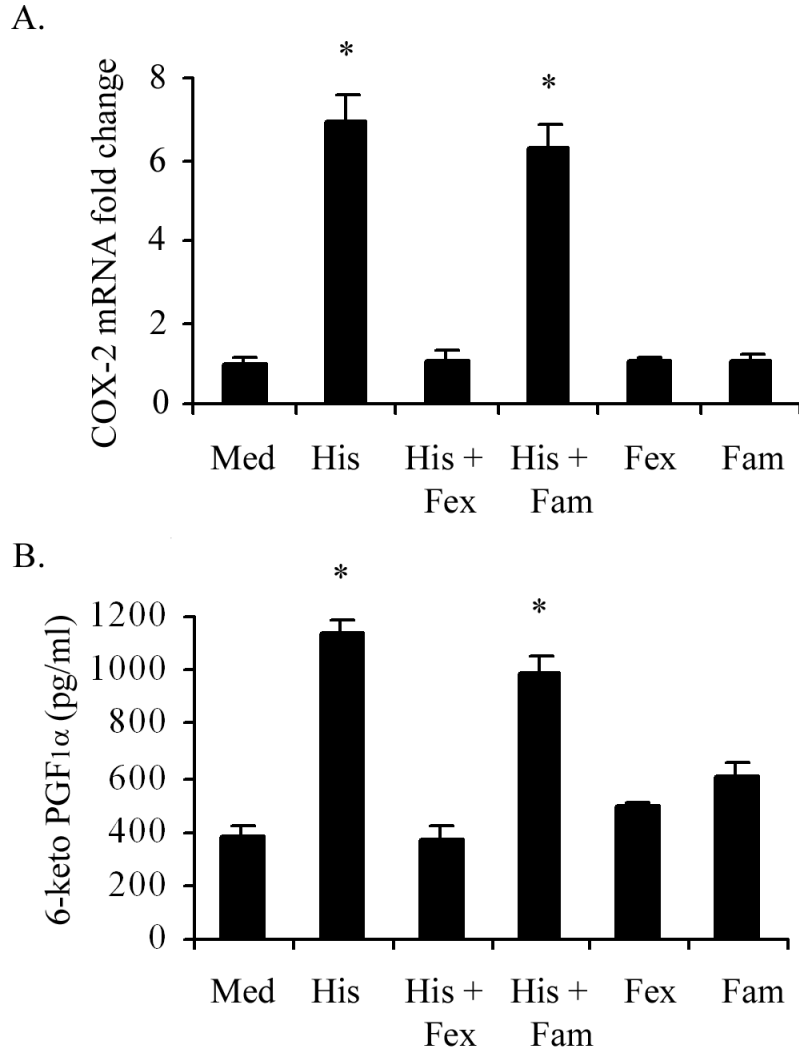 A.
COX-2 mRNA fold change
*
*
8
6
4
2
0
Med His His + His + Fex Fam
Fex Fam
B.
6-keto PGF1α (pg/ml)
*
*
1200
1000
800
600
400
200
0
Med His His + His + Fex Fam
Fex Fam